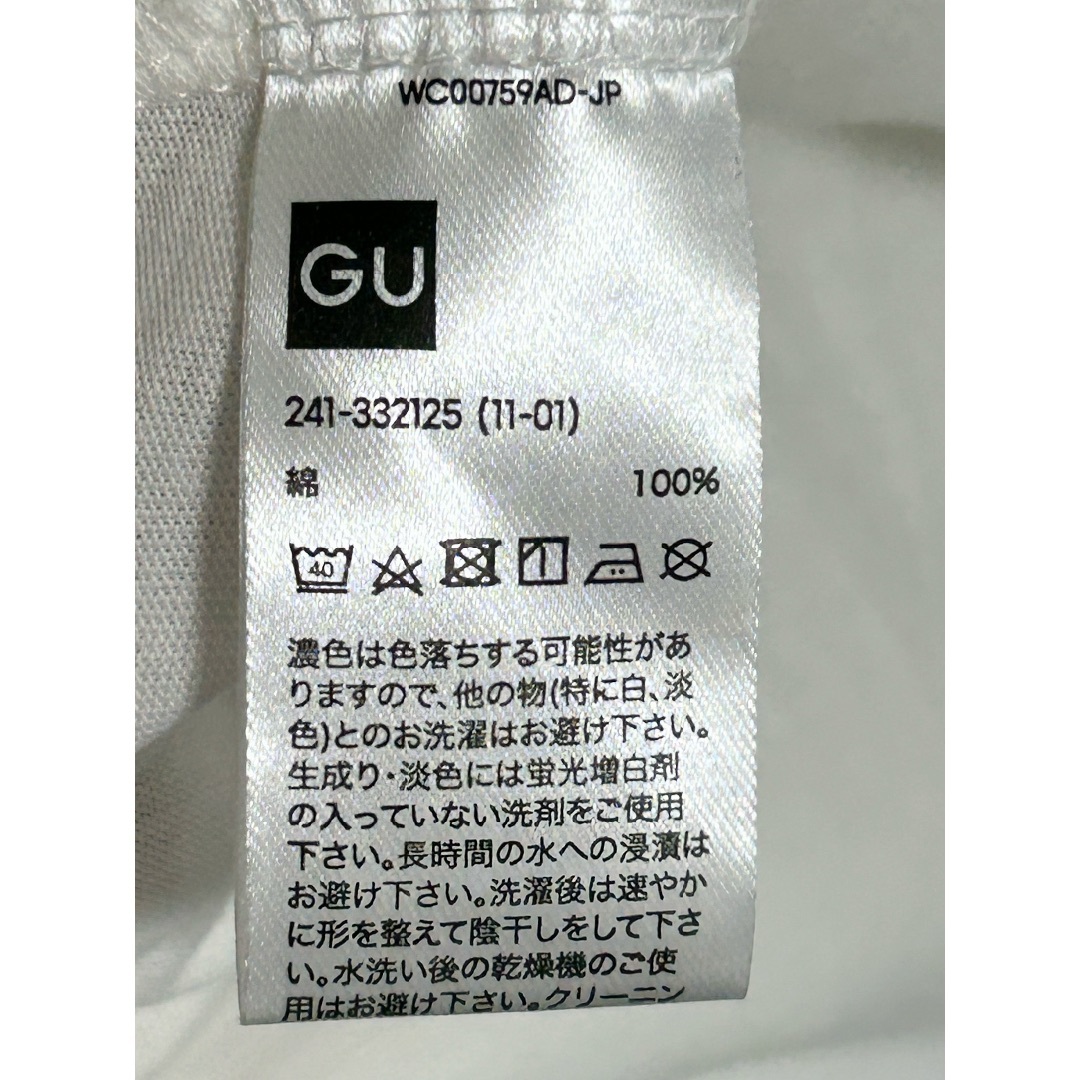 WC00759AD-JP
GU
241-332125 (11-01)
綿 100%
40
濃色は色落ちする可能性があ
りますので、他の物(特に白、淡
色)とのお洗濯はお避け下さい。
生成り・淡色には蛍光増白剤
の入っていない洗剤をご使用
下さい。長時間の水への浸漬は
お避け下さい。洗濯後は速やか
に形を整えて陰干しをして下さ
い。水洗い後の乾燥機のご使
用はお避け下さい。クリーニン